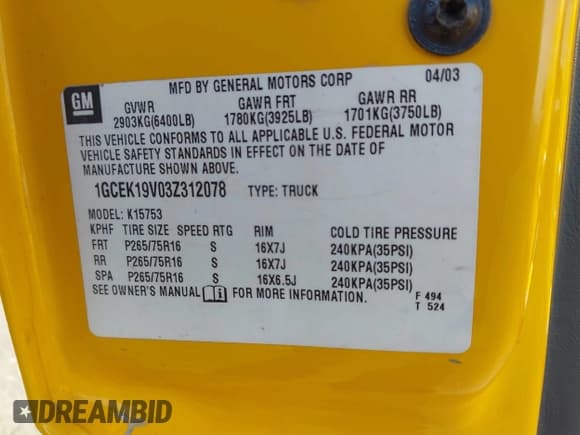 GM
MFD BY GENERAL MOTORS CORP 04/03
GVWR GAWR FRT GAWR RR
2903KG(6400LB) 1780KG(3925LB) 1701KG(3750LB)
THIS VEHICLE CONFORMS TO ALL APPLICABLE U.S. FEDERAL MOTOR
VEHICLE SAFETY STANDARDS IN EFFECT ON THE DATE OF
MANUFACTURE SHOWN ABOVE.
1GCEK19V03Z312078 TYPE: TRUCK
MODEL: K15753
KPHF TIRE SIZE SPEED RTG RIM COLD TIRE PRESSURE
FRT P265/75R16 S 16X7J 240KPA(35PSI)
RR P265/75R16 S 16X7J 240KPA(35PSI)
SPA P265/75R16 S 16X6.5J 240KPA(35PSI)
SEE OWNER'S MANUAL FOR MORE INFORMATION.
F 494
T 524
DREAMBID